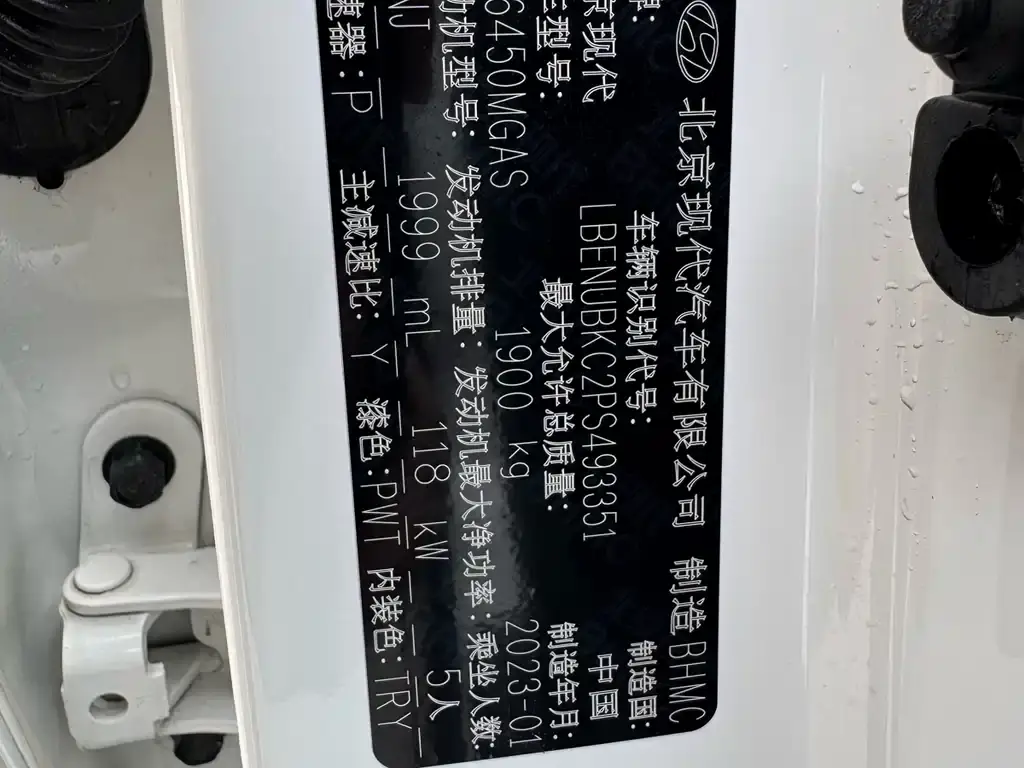 北京现代汽车有限公司 制造 BHMC
牌: 车辆识别代号: 制造国:
京现代 LBENUBKC2PS493351 中国
车型号: 最大允许总质量: 制造年月:
6450MGAS 1900 kg 2023-01
动机型号: 发动机排量: 发动机最大净功率: 乘坐人数:
NJ 1999 mL 118 kW 5人
速器: P 主减速比: Y 漆色: PWT 内装色: TRY